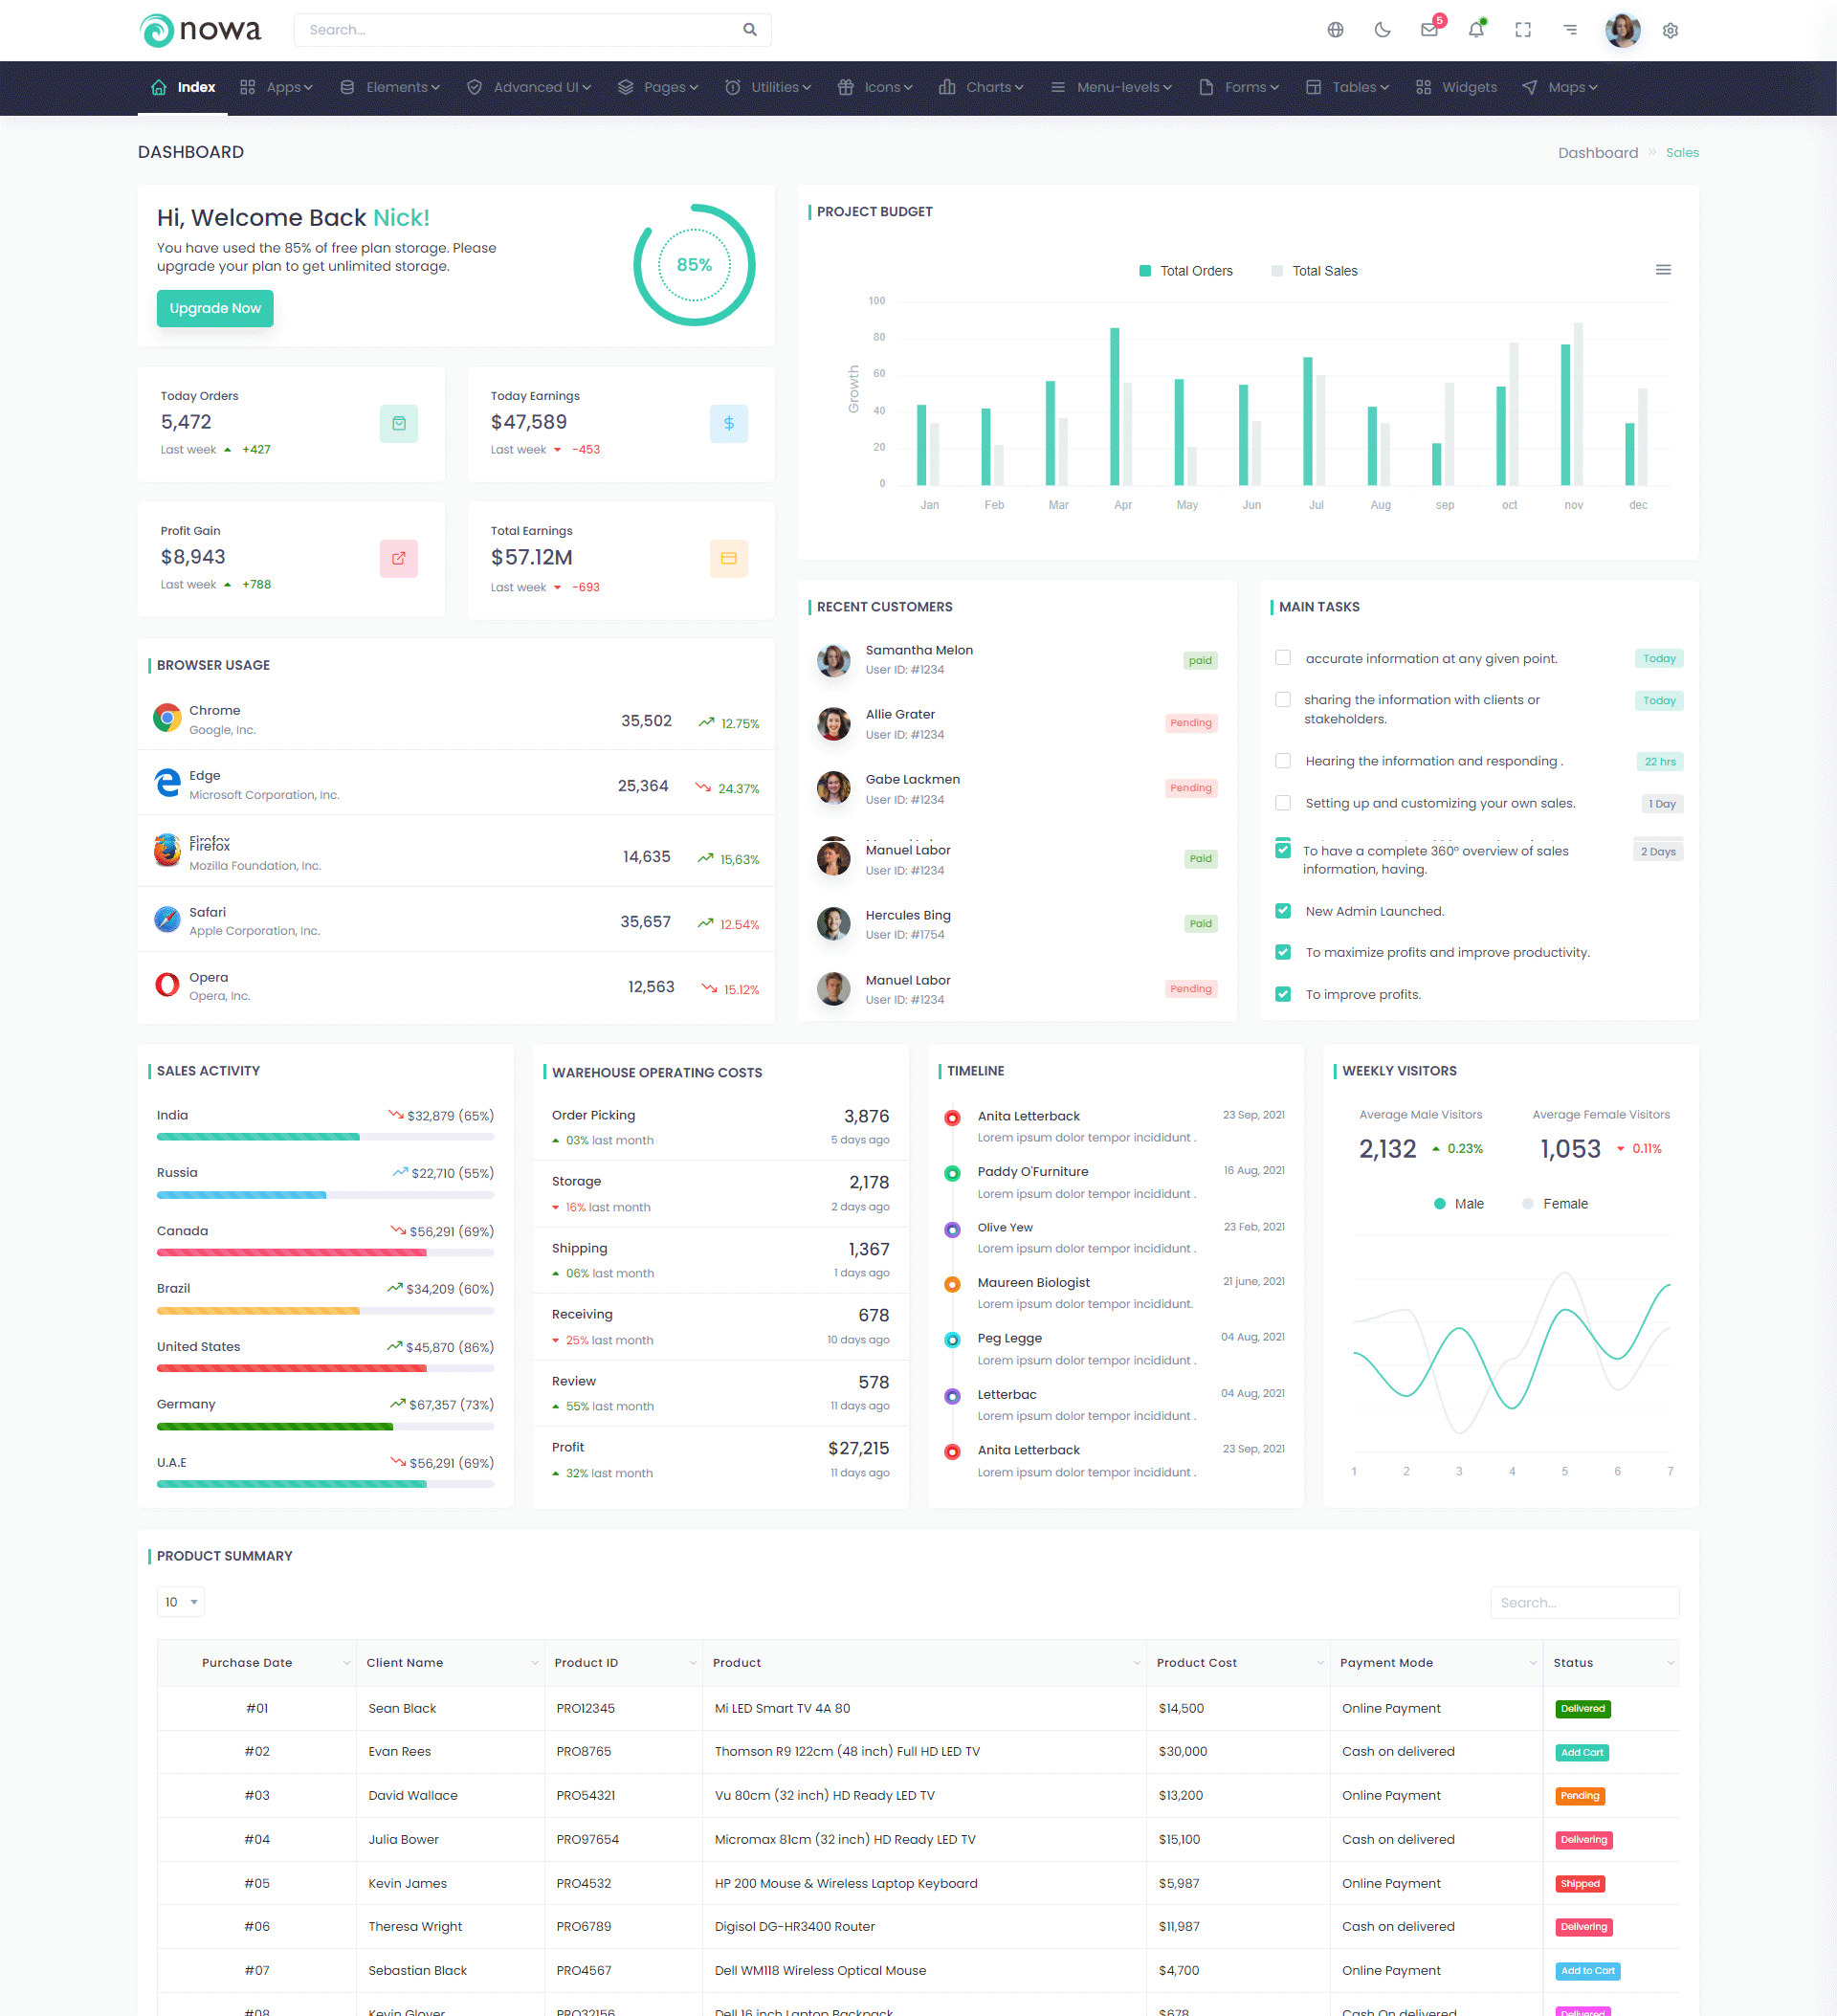 nowa
Search...
5
Index
Apps
Elements
Advanced UI
Pages
Utilities
Icons
Charts
Menu-levels
Forms
Tables
Widgets
Maps
DASHBOARD
Dashboard » Sales
Hi, Welcome Back Nick!
You have used the 85% of free plan storage. Please
upgrade your plan to get unlimited storage.
Upgrade Now
85%
Today Orders
5,472
Last week +427
Today Earnings
$47,589
Last week -453
Profit Gain
$8,943
Last week +788
Total Earnings
$57.12M
Last week -693
PROJECT BUDGET
Total Orders
Total Sales
Growth
100
80
60
40
20
0
Jan Feb Mar Apr May Jun Jul Aug sep oct nov dec
BROWSER USAGE
Chrome
Google, Inc.
35,502
12.75%
Edge
Microsoft Corporation, Inc.
25,364
24.37%
Firefox
Firefox
Mozilla Foundation, Inc.
14,635
15,63%
Safari
Apple Corporation, Inc.
35,657
12.54%
Opera
Opera, Inc.
12,563
15.12%
RECENT CUSTOMERS
Samantha Melon
User ID: #1234
paid
Allie Grater
User ID: #1234
Pending
Gabe Lackmen
User ID: #1234
Pending
Manuel Labor
User ID: #1234
Paid
Hercules Bing
User ID: #1754
Paid
Manuel Labor
User ID: #1234
Pending
MAIN TASKS
accurate information at any given point.
Today
sharing the information with clients or
stakeholders.
Today
Hearing the information and responding .
22 hrs
Setting up and customizing your own sales.
1 Day
To have a complete 360° overview of sales
information, having.
2 Days
New Admin Launched.
To maximize profits and improve productivity.
To improve profits.
SALES ACTIVITY
India
$32,879 (65%)
Russia
$22,710 (55%)
Canada
$56,291 (69%)
Brazil
$34,209 (60%)
United States
$45,870 (86%)
Germany
$67,357 (73%)
U.A.E
$56,291 (69%)
WAREHOUSE OPERATING COSTS
Order Picking 3,876
03% last month 5 days ago
Storage 2,178
16% last month 2 days ago
Shipping 1,367
06% last month 1 days ago
Receiving 678
25% last month 10 days ago
Review 578
55% last month 11 days ago
Profit $27,215
32% last month 11 days ago
TIMELINE
Anita Letterback 23 Sep, 2021
Lorem ipsum dolor tempor incididunt .
Paddy O'Furniture 16 Aug, 2021
Lorem ipsum dolor tempor incididunt .
Olive Yew 23 Feb, 2021
Lorem ipsum dolor tempor incididunt .
Maureen Biologist 21 june, 2021
Lorem ipsum dolor tempor incididunt.
Peg Legge 04 Aug, 2021
Lorem ipsum dolor tempor incididunt .
Letterbac 04 Aug, 2021
Lorem ipsum dolor tempor incididunt .
Anita Letterback 23 Sep, 2021
Lorem ipsum dolor tempor incididunt .
WEEKLY VISITORS
Average Male Visitors
2,132 0.23%
Average Female Visitors
1,053 0.11%
Male
Female
1 2 3 4 5 6 7
PRODUCT SUMMARY
10
Search...
Purchase Date Client Name Product ID Product Product Cost Payment Mode Status
#01 Sean Black PRO12345 Mi LED Smart TV 4A 80 $14,500 Online Payment Delivered
#02 Evan Rees PRO8765 Thomson R9 122cm (48 inch) Full HD LED TV $30,000 Cash on delivered Add Cart
#03 David Wallace PRO54321 Vu 80cm (32 inch) HD Ready LED TV $13,200 Online Payment Pending
#04 Julia Bower PRO97654 Micromax 81cm (32 inch) HD Ready LED TV $15,100 Cash on delivered Delivering
#05 Kevin James PRO4532 HP 200 Mouse & Wireless Laptop Keyboard $5,987 Online Payment Shipped
#06 Theresa Wright PRO6789 Digisol DG-HR3400 Router $11,987 Cash on delivered Delivering
#07 Sebastian Black PRO4567 Dell WM118 Wireless Optical Mouse $4,700 Online Payment Add to Cart
#08 Kevin Glover PRO32156 Dell 16 inch Laptop Backpack $678 Cash On delivered Delivered